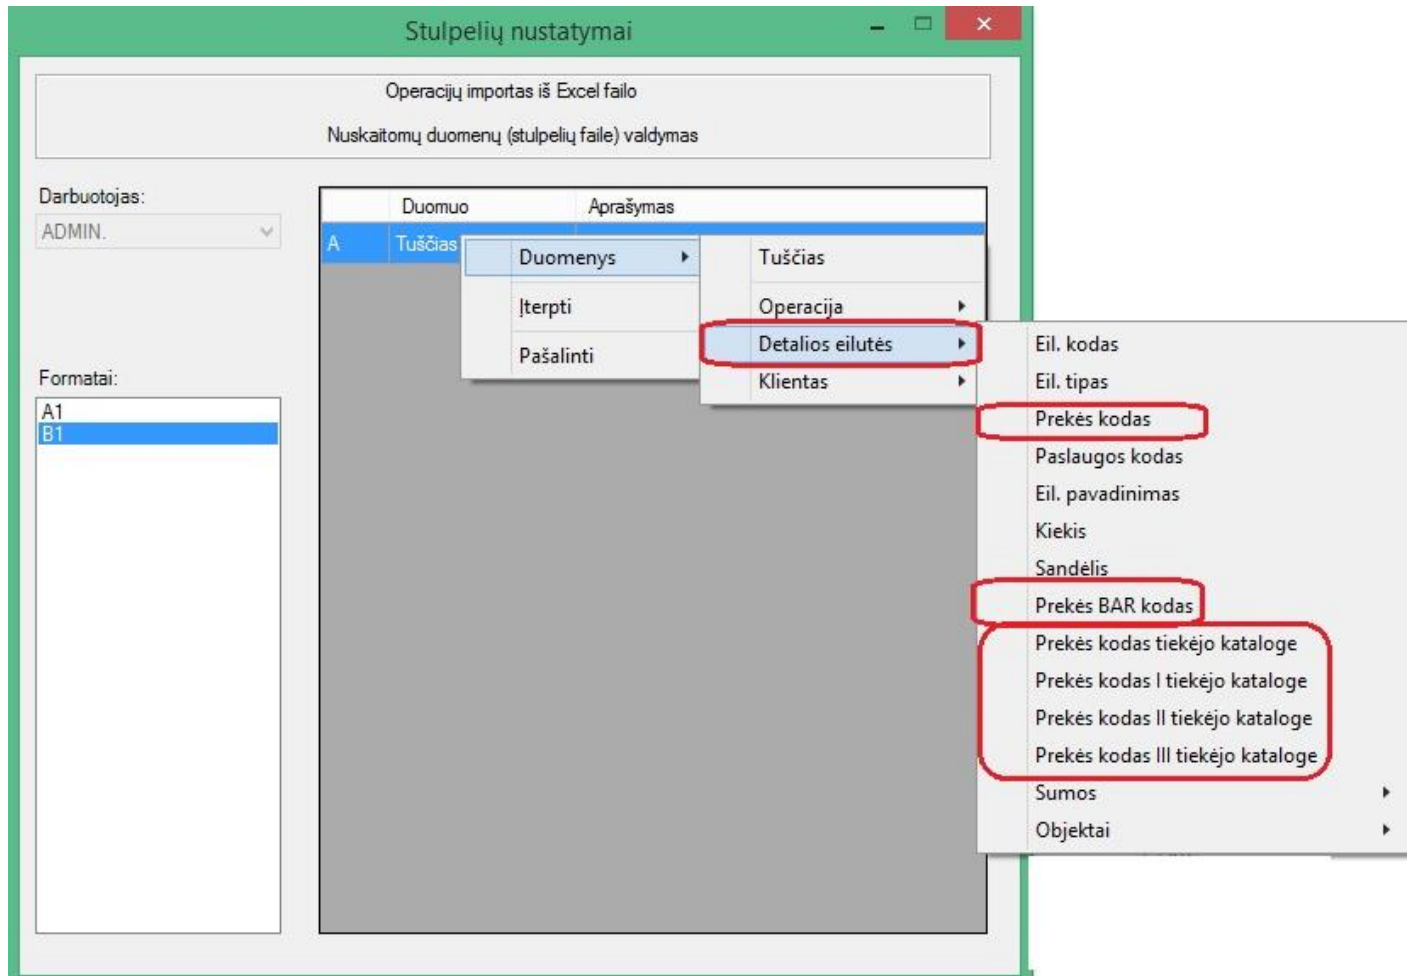 Stulpelių nustatymai
Operacijų importas iš Excel failo
Nuskaitomų duomenų (stulpelių faile) valdymas
Darbuotojas:
ADMIN.
Formatai:
A1
B1
Duomuo Aprašymas
A Tuščias
Duomenys
Įterpti
Pašalinti
Tuščias
Operacija
Detalios eilutės
Klientas
Eil. kodas
Eil. tipas
Prekės kodas
Paslaugos kodas
Eil. pavadinimas
Kiekis
Sandėlis
Prekės BAR kodas
Prekės kodas tiekėjo kataloge
Prekės kodas I tiekėjo kataloge
Prekės kodas II tiekėjo kataloge
Prekės kodas III tiekėjo kataloge
Sumos
Objektai